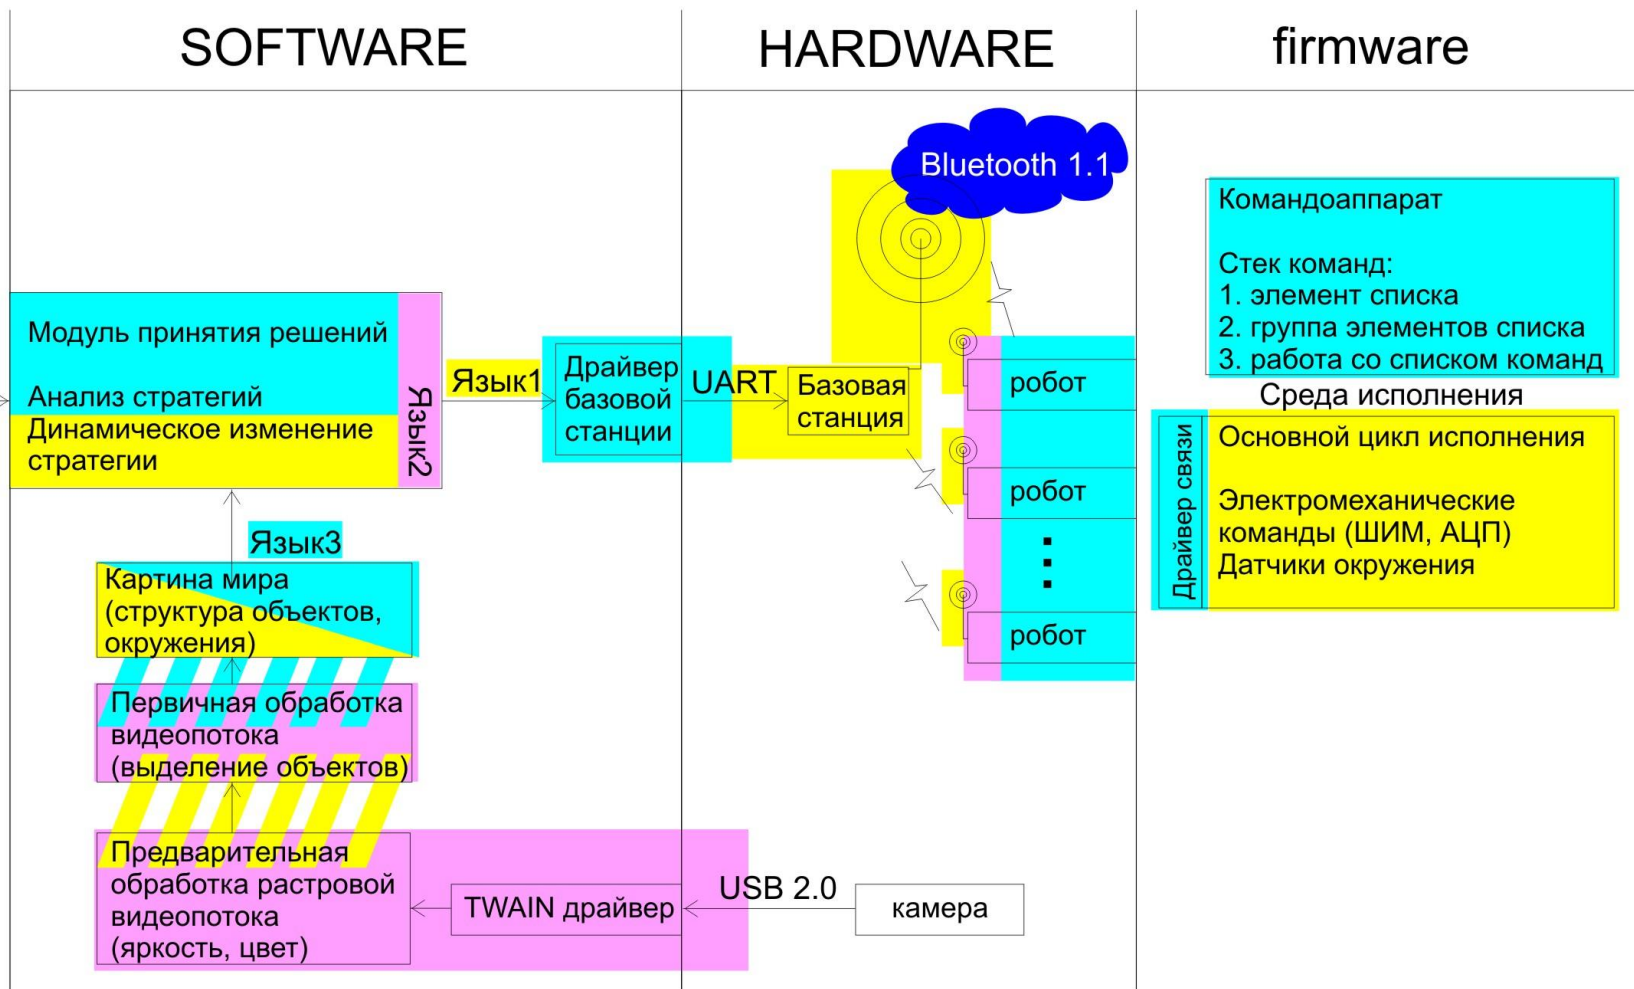 SOFTWARE
HARDWARE
firmware
Bluetooth 1.1
Командоаппарат
Стек команд:
1. элемент списка
2. группа элементов списка
3. работа со списком команд
Среда исполнения
Драйвер связи
Основной цикл исполнения
Электромеханические
команды (ШИМ, АЦП)
Датчики окружения
Модуль принятия решений
Анализ стратегий
Динамическое изменение
стратегии
Язык2
Язык1
Драйвер
базовой
станции
UART
Базовая
станция
робот
робот
робот
Язык3
Картина мира
(структура объектов,
окружения)
Первичная обработка
видеопотока
(выделение объектов)
Предварительная
обработка растровой
видеопотока
(яркость, цвет)
TWAIN драйвер
USB 2.0
камера